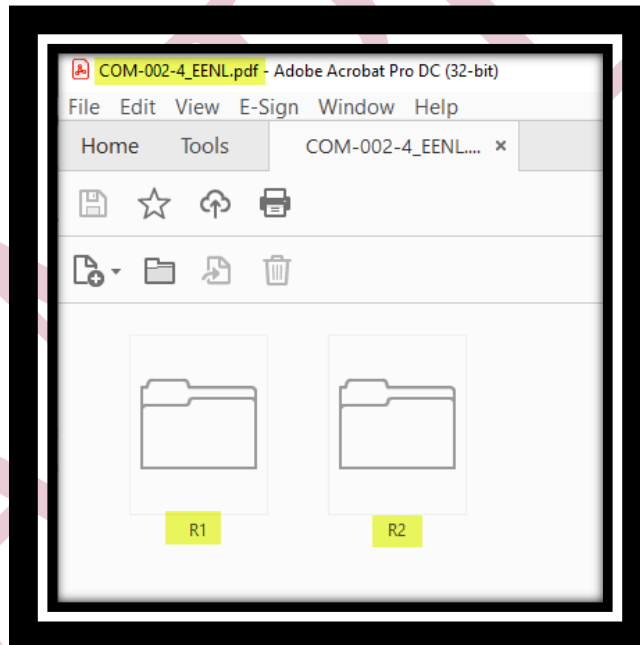 COM-002-4_EENL.pdf - Adobe Acrobat Pro DC (32-bit)
File Edit View E-Sign Window Help
Home Tools COM-002-4_EENL.... ×
R1 R2